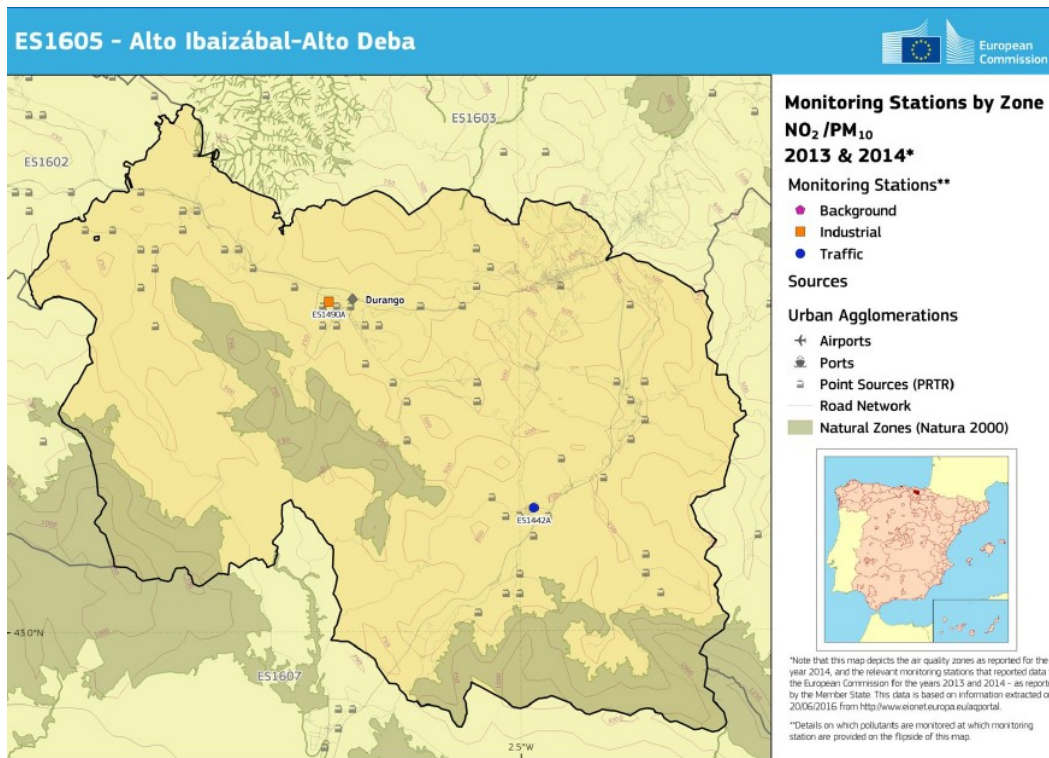 ES1605 - Alto Ibaizábal-Alto Deba
European
Commission
ES1603
ES1602
Durango
ES1490A
ES1442A
43.0°N
ES1607
2.5°W
Monitoring Stations by Zone
NO₂ /PM₁₀
2013 & 2014*
Monitoring Stations**
Background
Industrial
Traffic
Sources
Urban Agglomerations
Airports
Ports
Point Sources (PRTR)
Road Network
Natural Zones (Natura 2000)
*Note that this map depicts the air quality zones as reported for the
year 2014, and the relevant monitoring stations that reported data
the European Commission for the years 2013 and 2014 - as report
by the Member State. This data is based on information extracted o
20/06/2016 from http://www.eionet.europa.eu/aqportal.
**Details on which pollutants are monitored at which monitoring
station are provided on the flipside of this map.